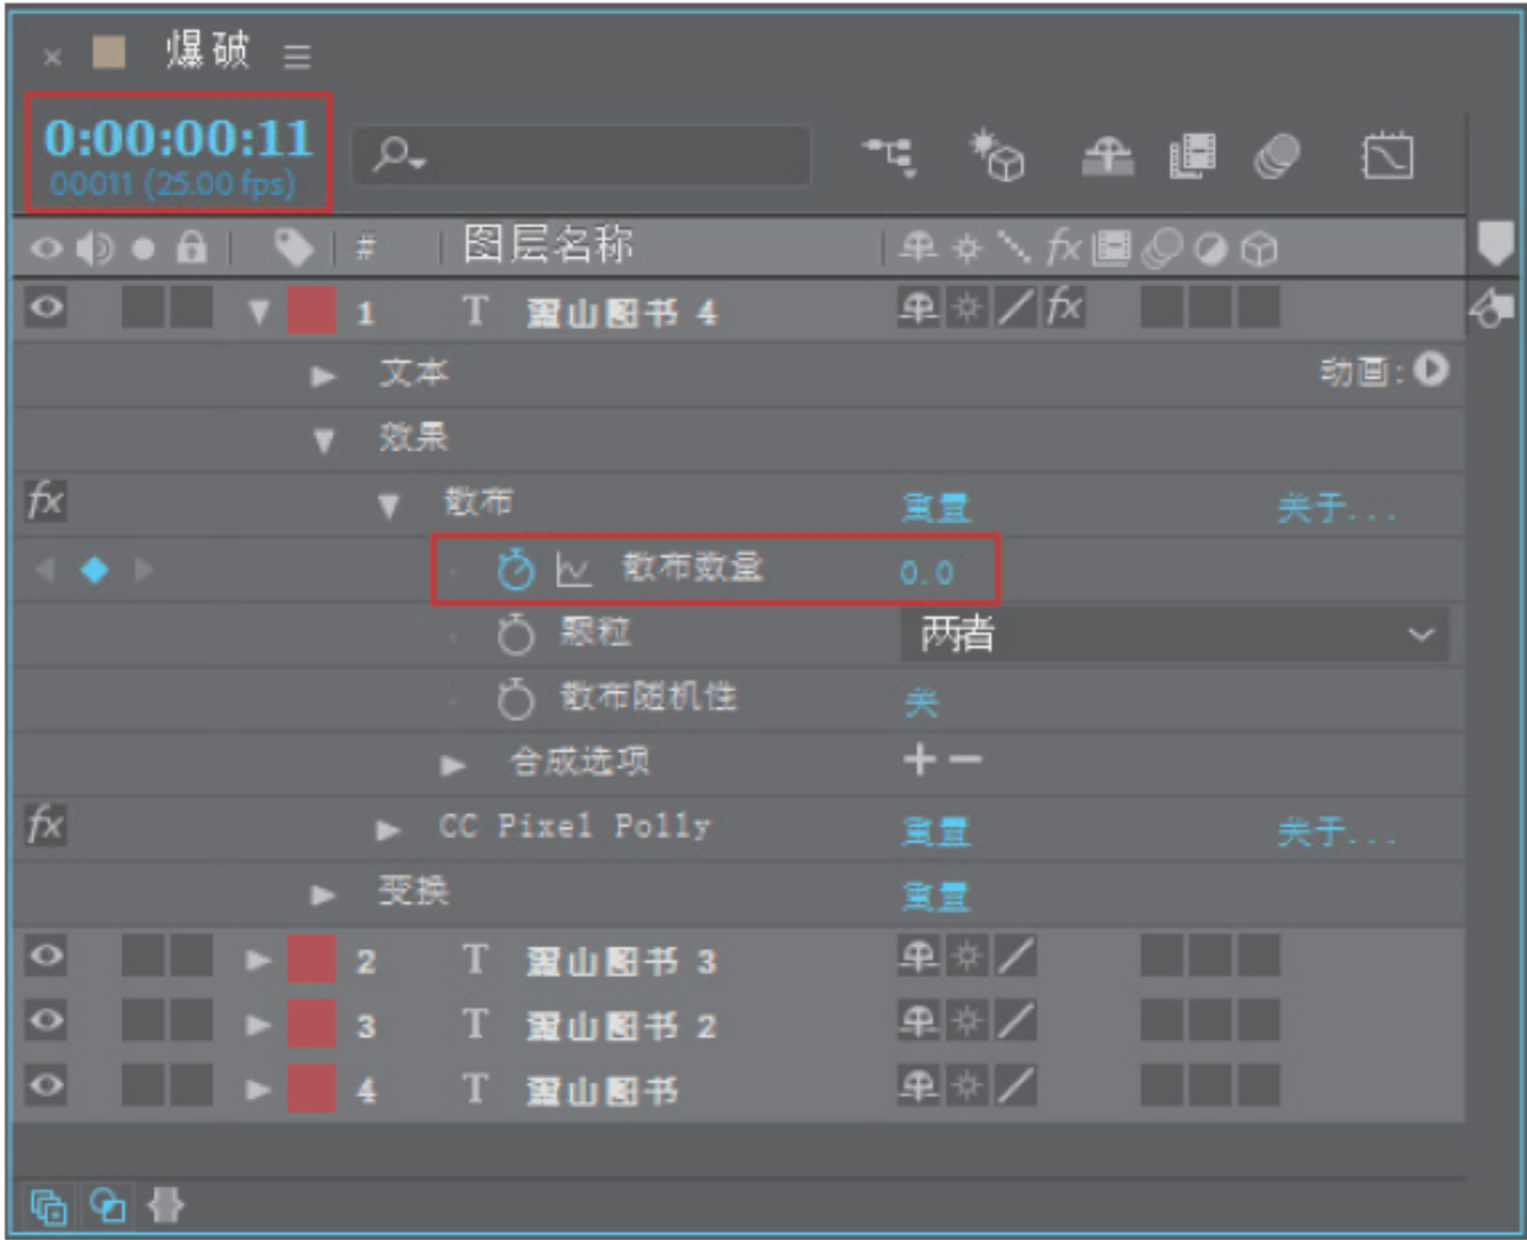 爆破
0:00:00:11
00011 (25.00 fps)
# 图层名称 fx
1 T 山图书 4 fx
文本 动画:
效果
fx 散布 重置 关于...
散布数量 0.0
颗粒 两者
散布随机性 关
合成选项 + −
fx CC Pixel Polly 重置 关于...
变换 重置
2 T 山图书 3
3 T 山图书 2
4 T 山图书